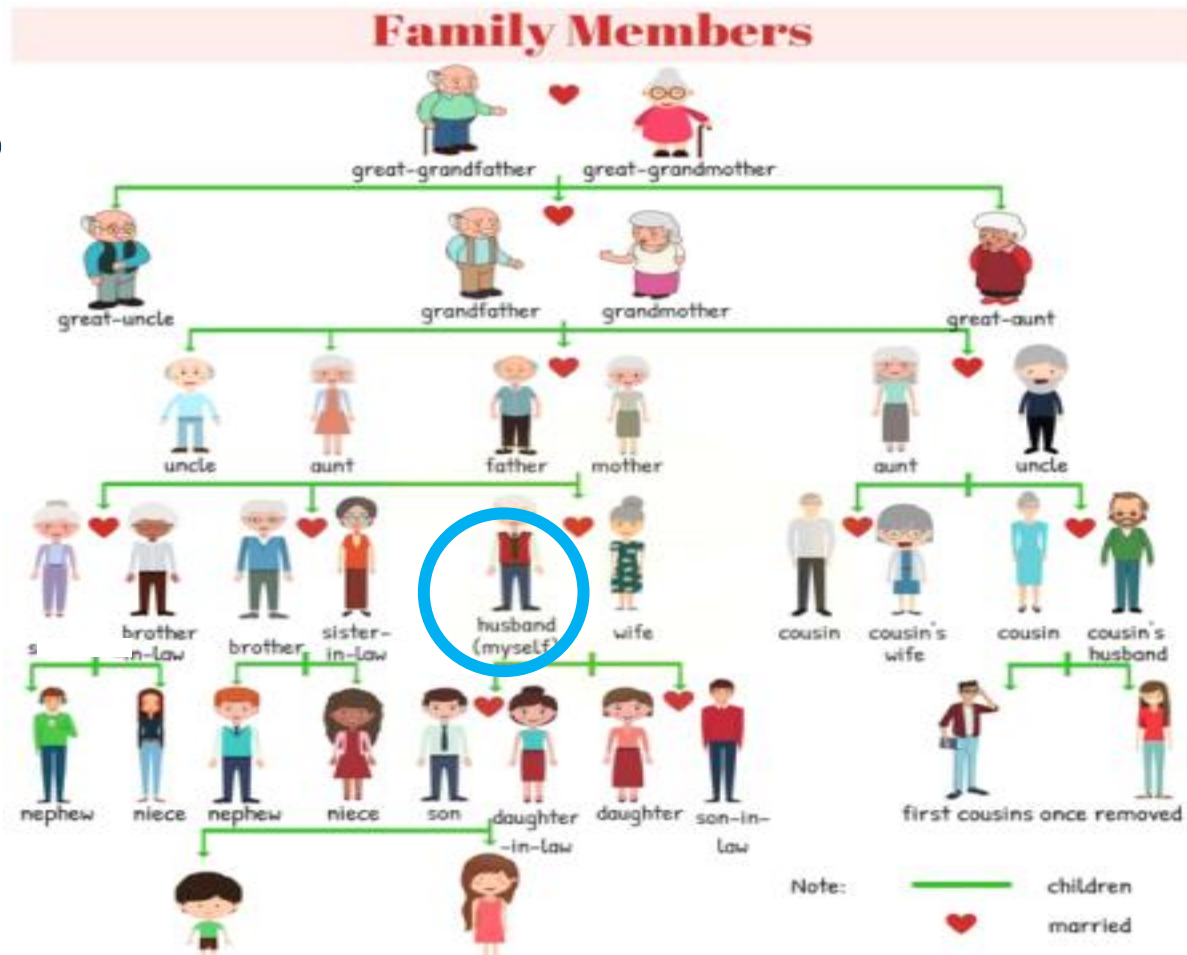 Family Members
great-grandfather great-grandmother
great-uncle grandfather grandmother great-aunt
uncle aunt father mother aunt uncle
s brother in-law brother sister-in-law husband (myself) wife cousin cousin's wife cousin cousin's husband
nephew niece nephew niece son daughter-in-law daughter son-in-law first cousins once removed
Note: children
married